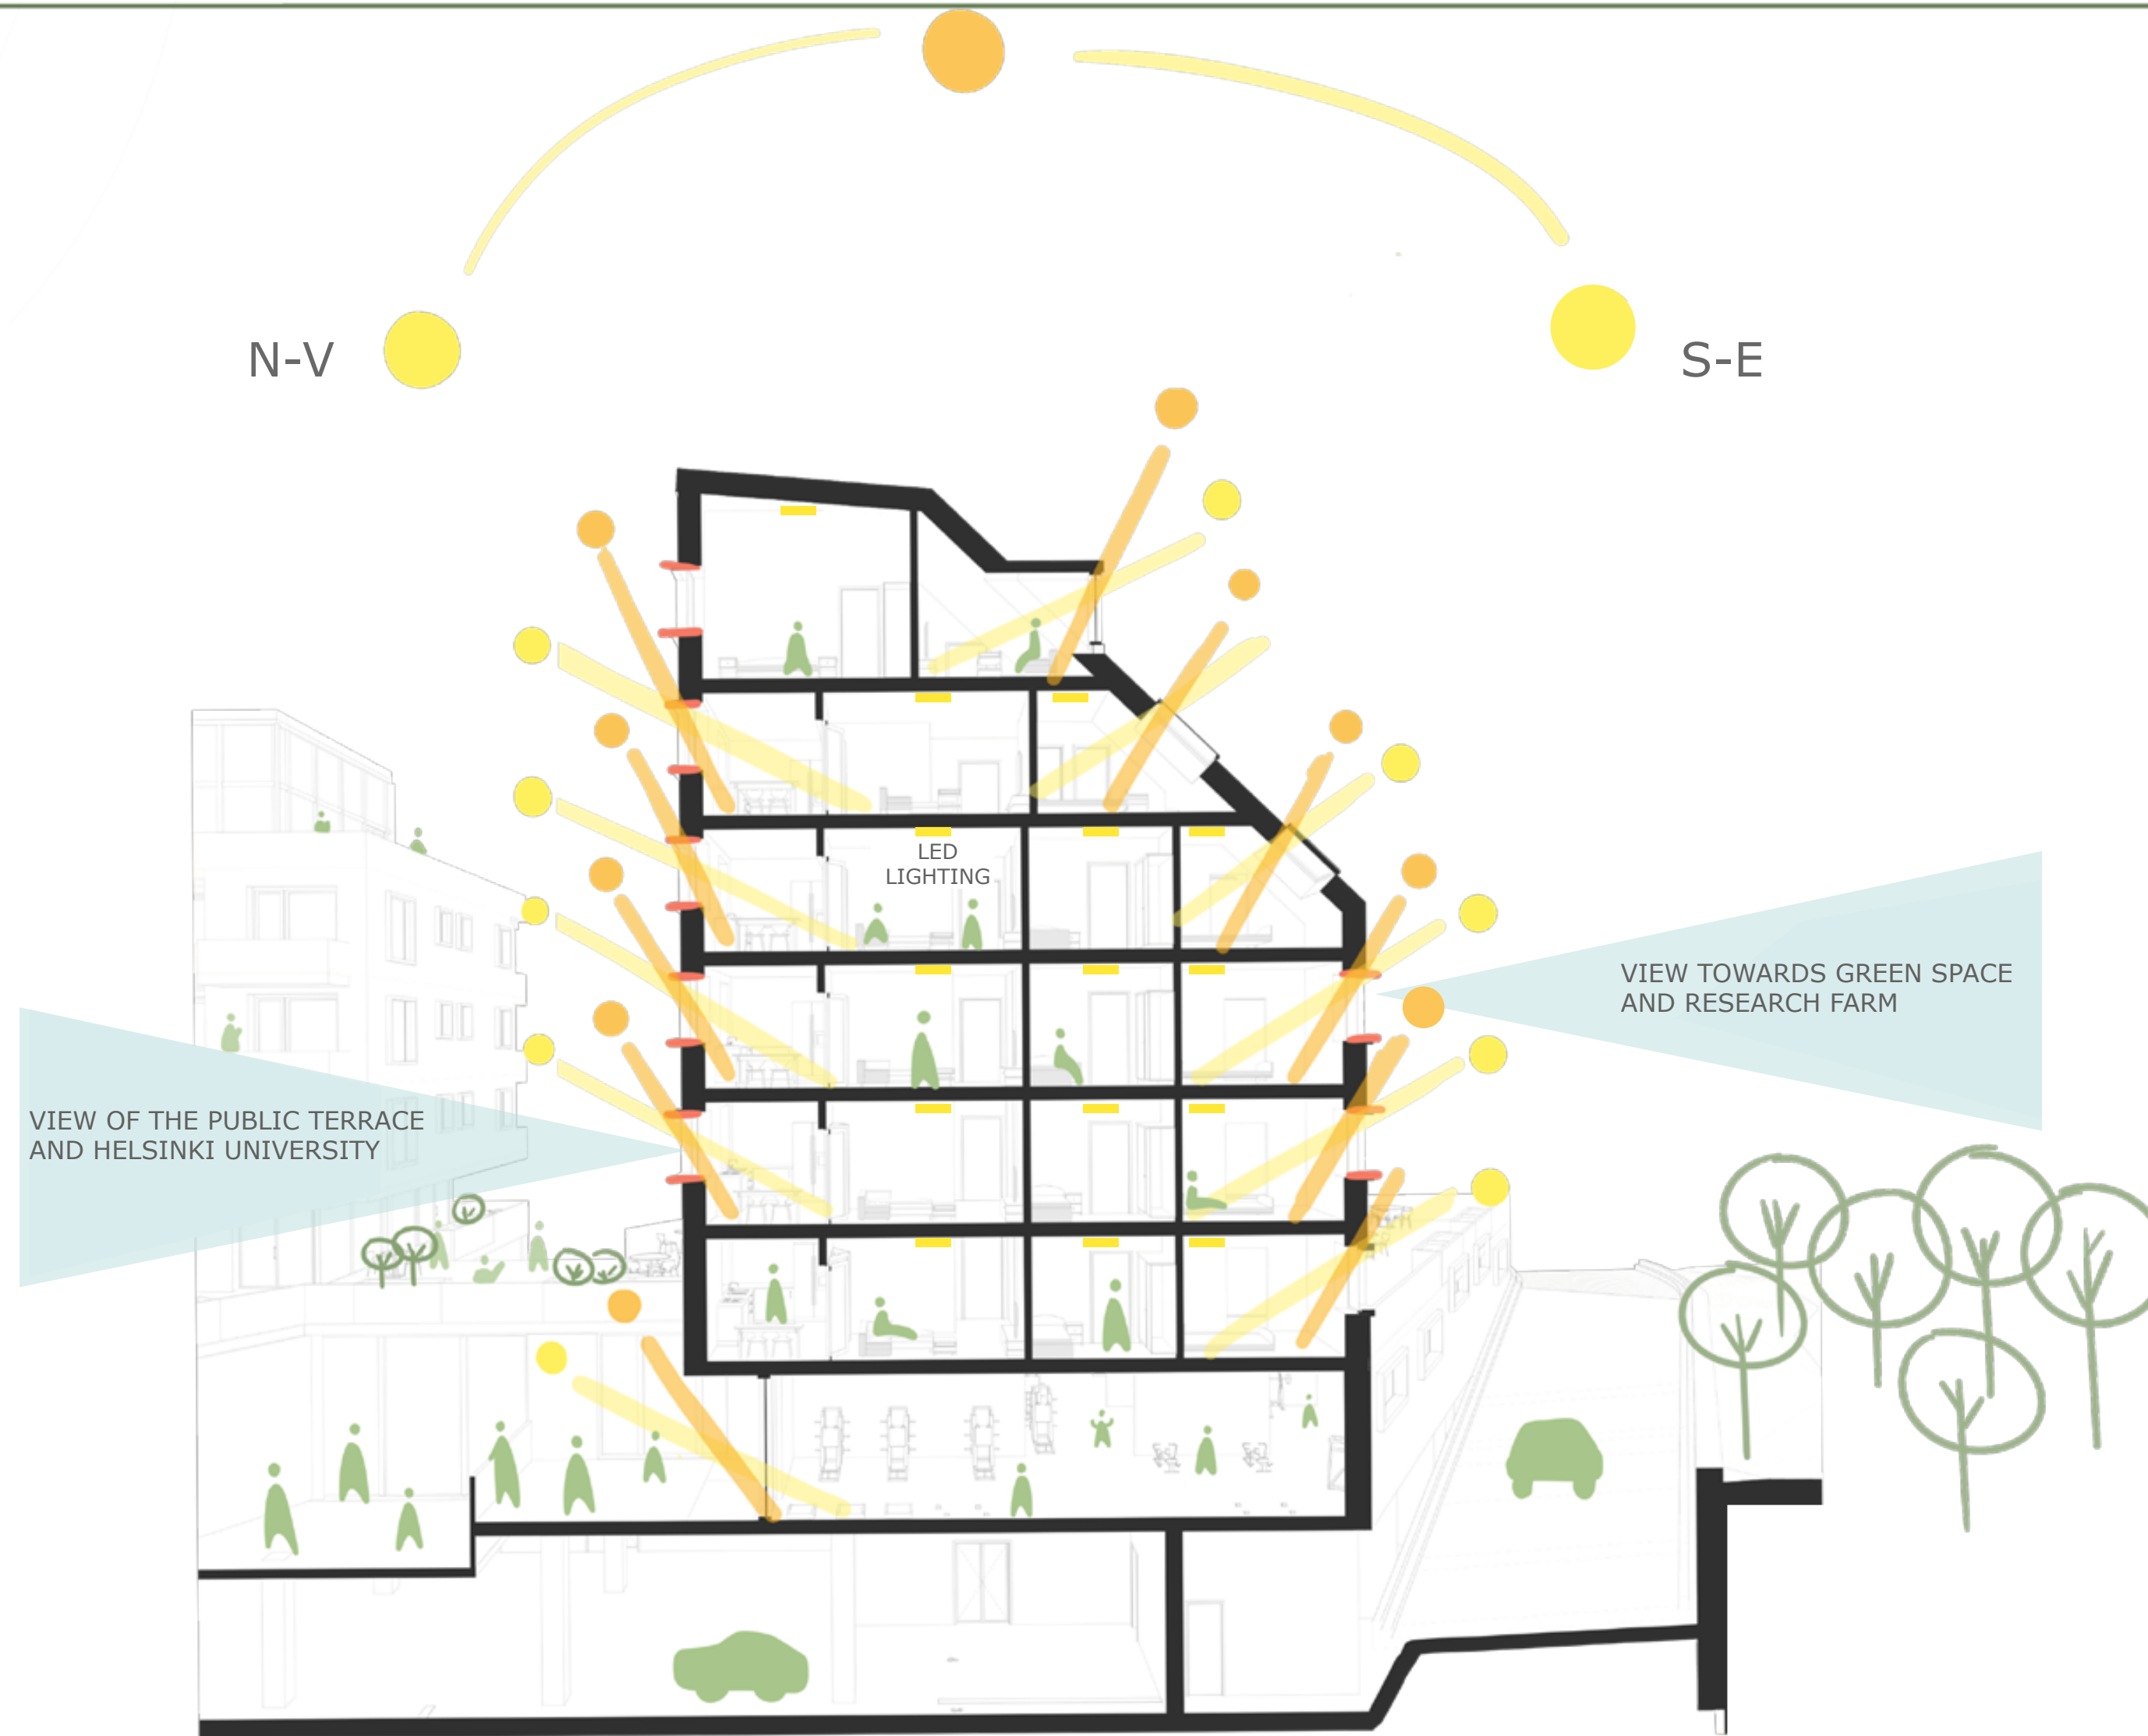 N-V
S-E
LED
LIGHTING
VIEW TOWARDS GREEN SPACE
AND RESEARCH FARM
VIEW OF THE PUBLIC TERRACE
AND HELSINKI UNIVERSITY